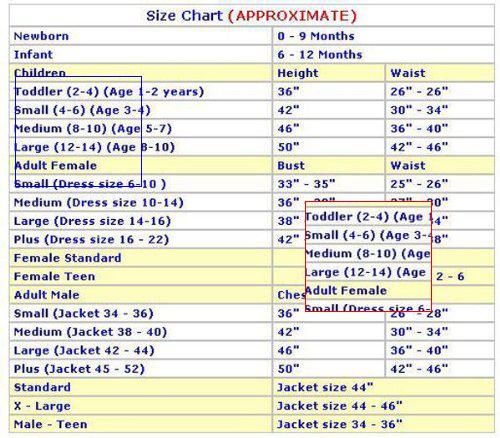 Size Chart (APPROXIMATE)
Newborn 0 - 9 Months
Infant 6 - 12 Months
Children Height Waist
Toddler (2-4) (Age 1-2 years) 36" 26" - 26"
Small (4-6) (Age 3-4) 42" 30" - 34"
Medium (8-10) (Age 5-7) 46" 36" - 40"
Large (12-14) (Age 8-10) 50" 42" - 46"
Adult Female Bust Waist
Small (Dress size 6-10 ) 33" - 35" 25" - 26"
Medium (Dress size 10-14) 36"
Large (Dress size 14-16) 38" 4"
Plus (Dress size 16 - 22) 42" 8"
Female Standard
Female Teen 2 - 6
Toddler (2-4) (Age 1
Small (4-6) (Age 3-4
Medium (8-10) (Age
Large (12-14) (Age
Adult Female
Small (Dress size 6-
Adult Male Ches
Small (Jacket 34 - 36) 36" 26" - 28"
Medium (Jacket 38 - 40) 42" 30" - 34"
Large (Jacket 42 - 44) 46" 36" - 40"
Plus (Jacket 45 - 52) 50" 42" - 46"
Standard Jacket size 44"
X - Large Jacket size 44 - 46"
Male - Teen Jacket size 34 - 36"